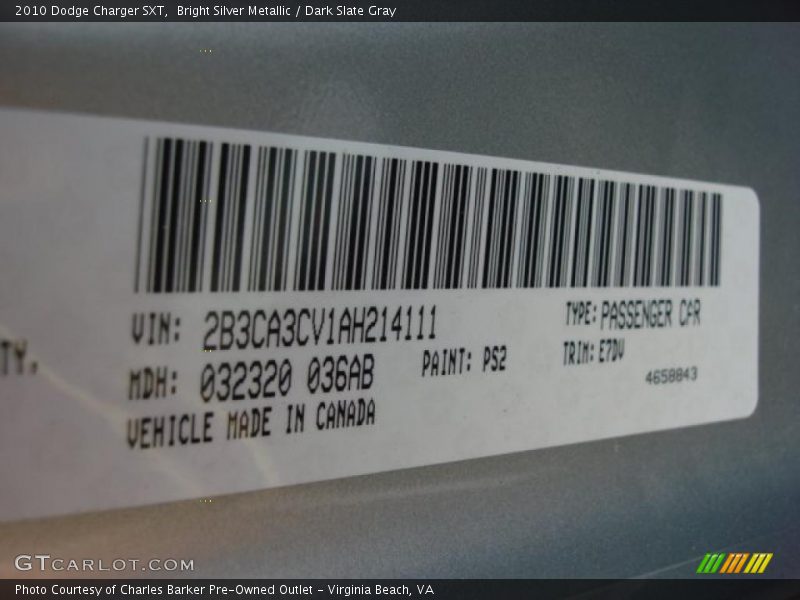 2010 Dodge Charger SXT,  Bright Silver Metallic / Dark Slate Gray
TY.
VIN: 2B3CA3CV1AH214111
TYPE: PASSENGER CAR
MDH: 032320 036AB
PAINT: PS2
TRIM: E7DV
VEHICLE MADE IN CANADA
4658843
GTCARLOT.COM
Photo Courtesy of Charles Barker Pre-Owned Outlet – Virginia Beach, VA